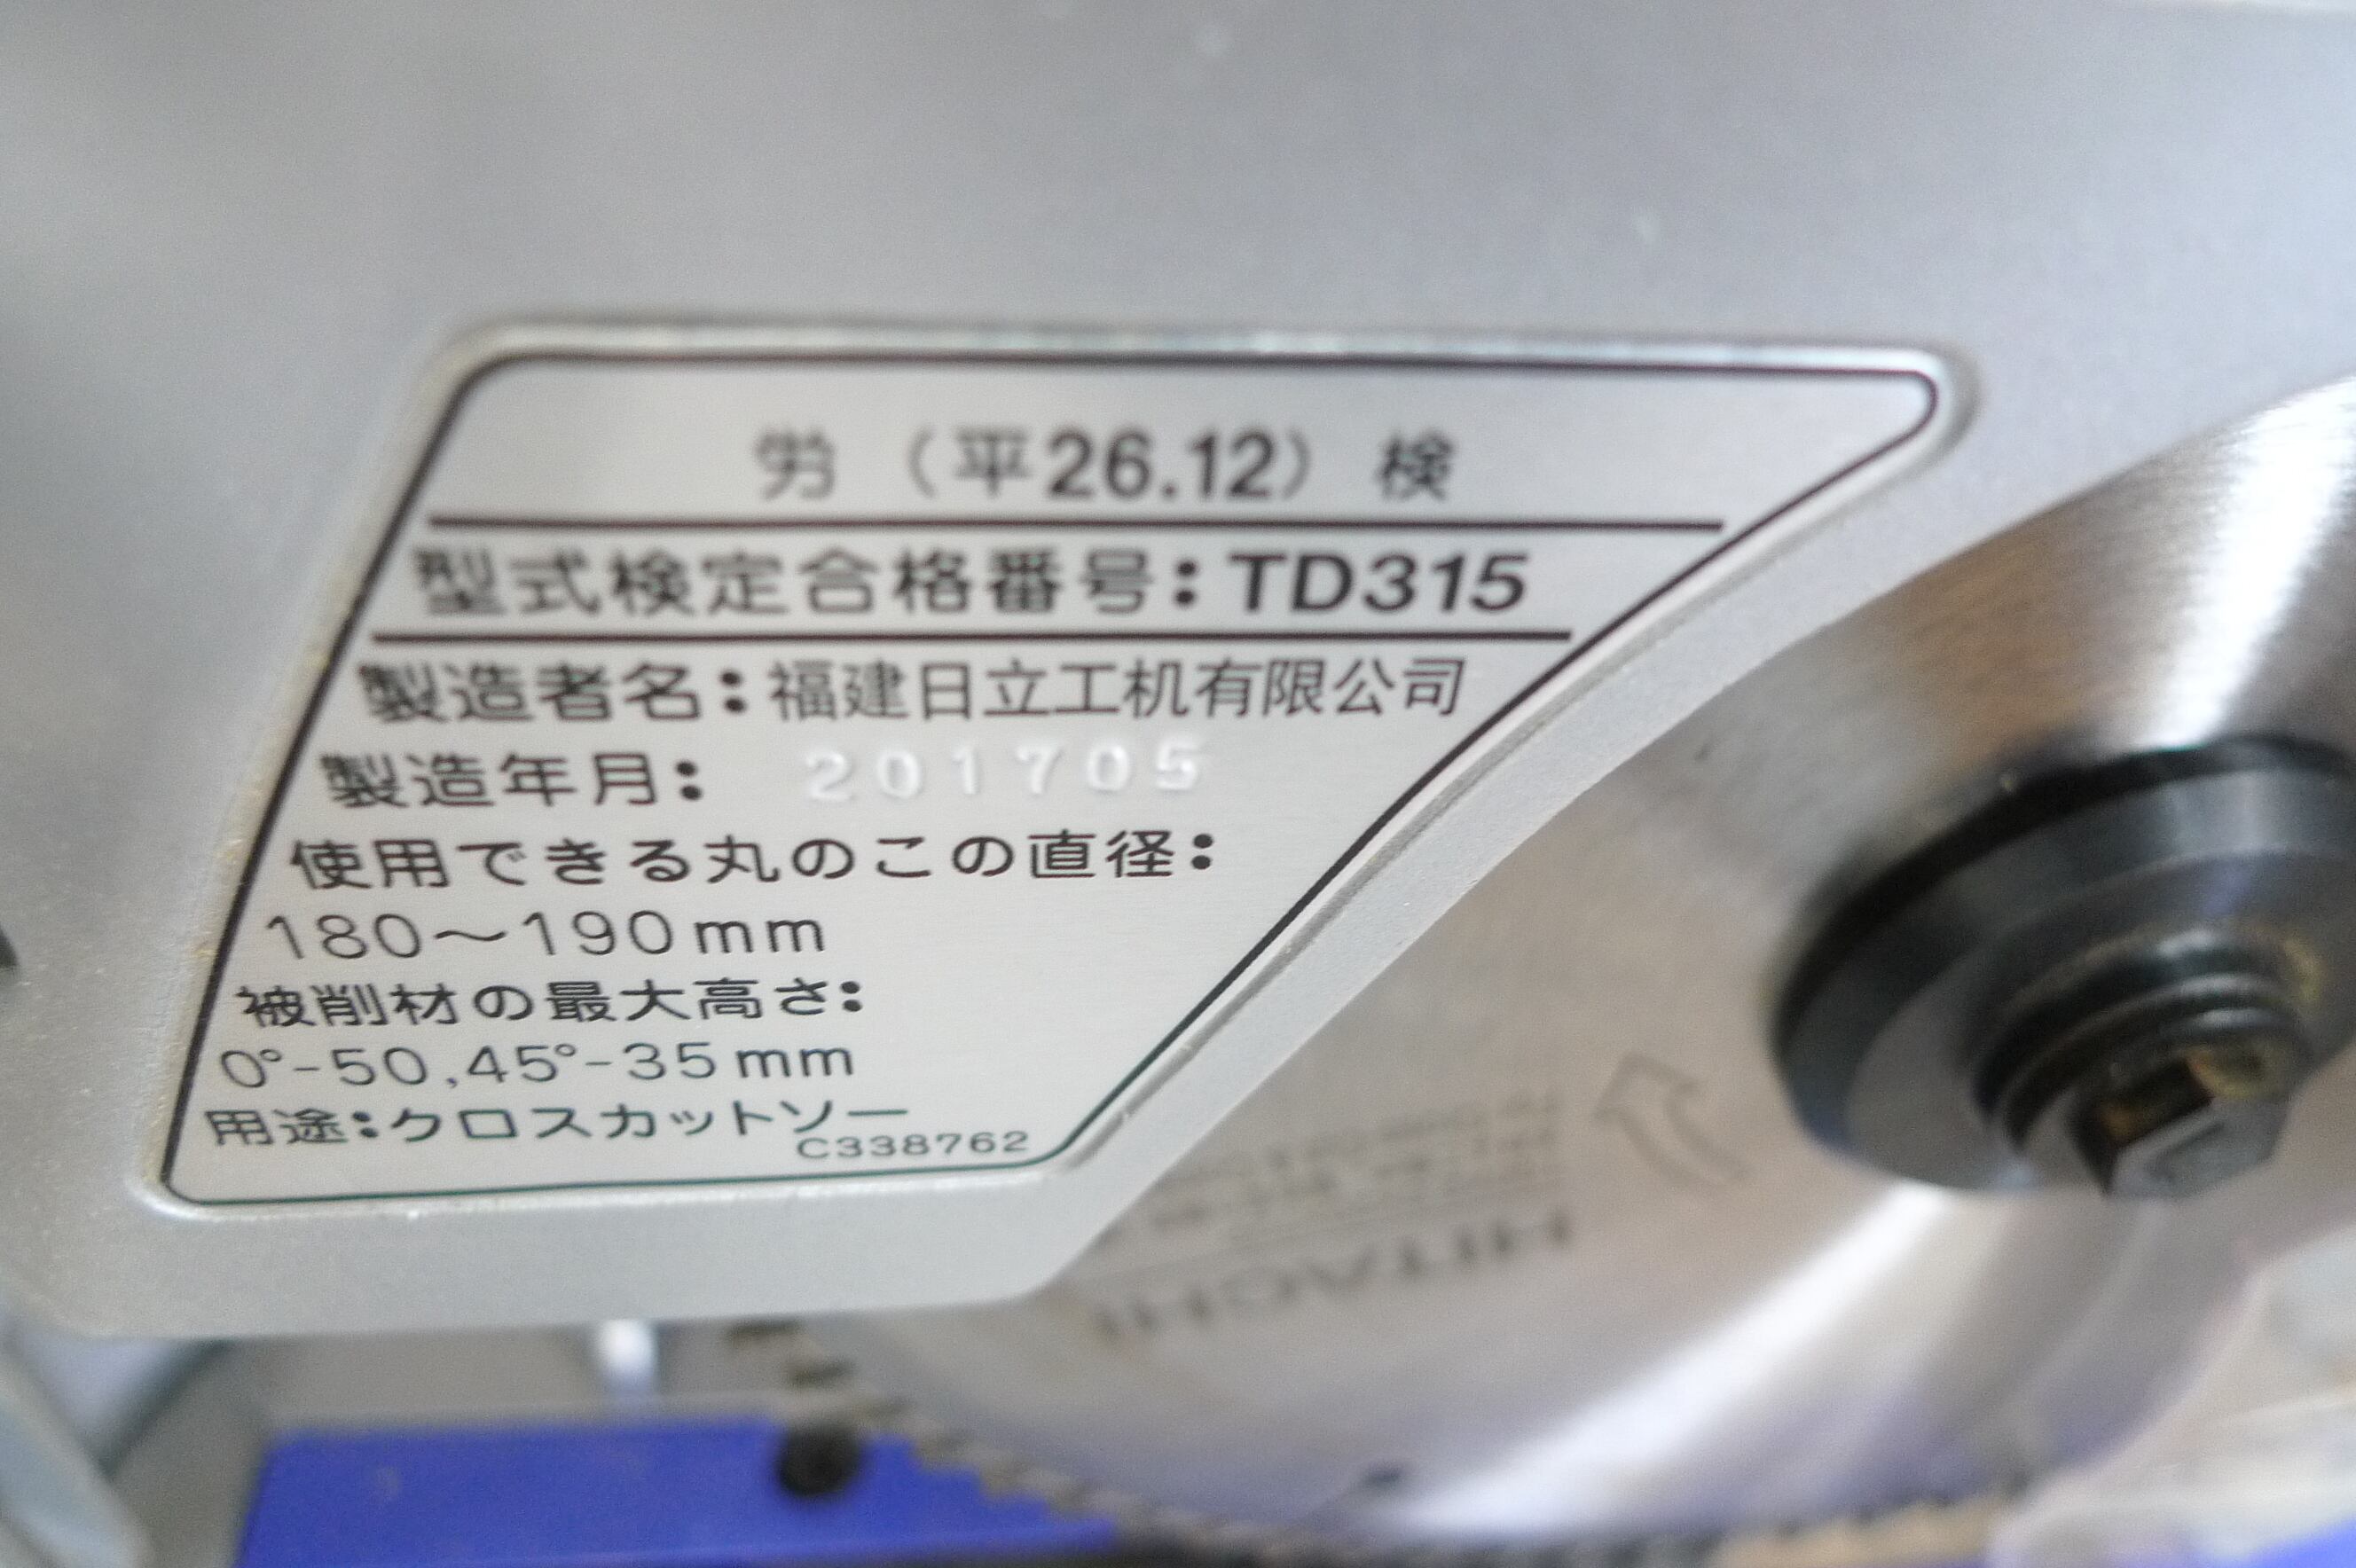 労（平26.12）検
型式検定合格番号：TD315
製造者名：福建日立工机有限公司
製造年月： 201705
使用できる丸のこの直径：
180～190mm
被削材の最大高さ：
0°-50,45°-35mm
用途：クロスカットソー
C338762
HITACHI